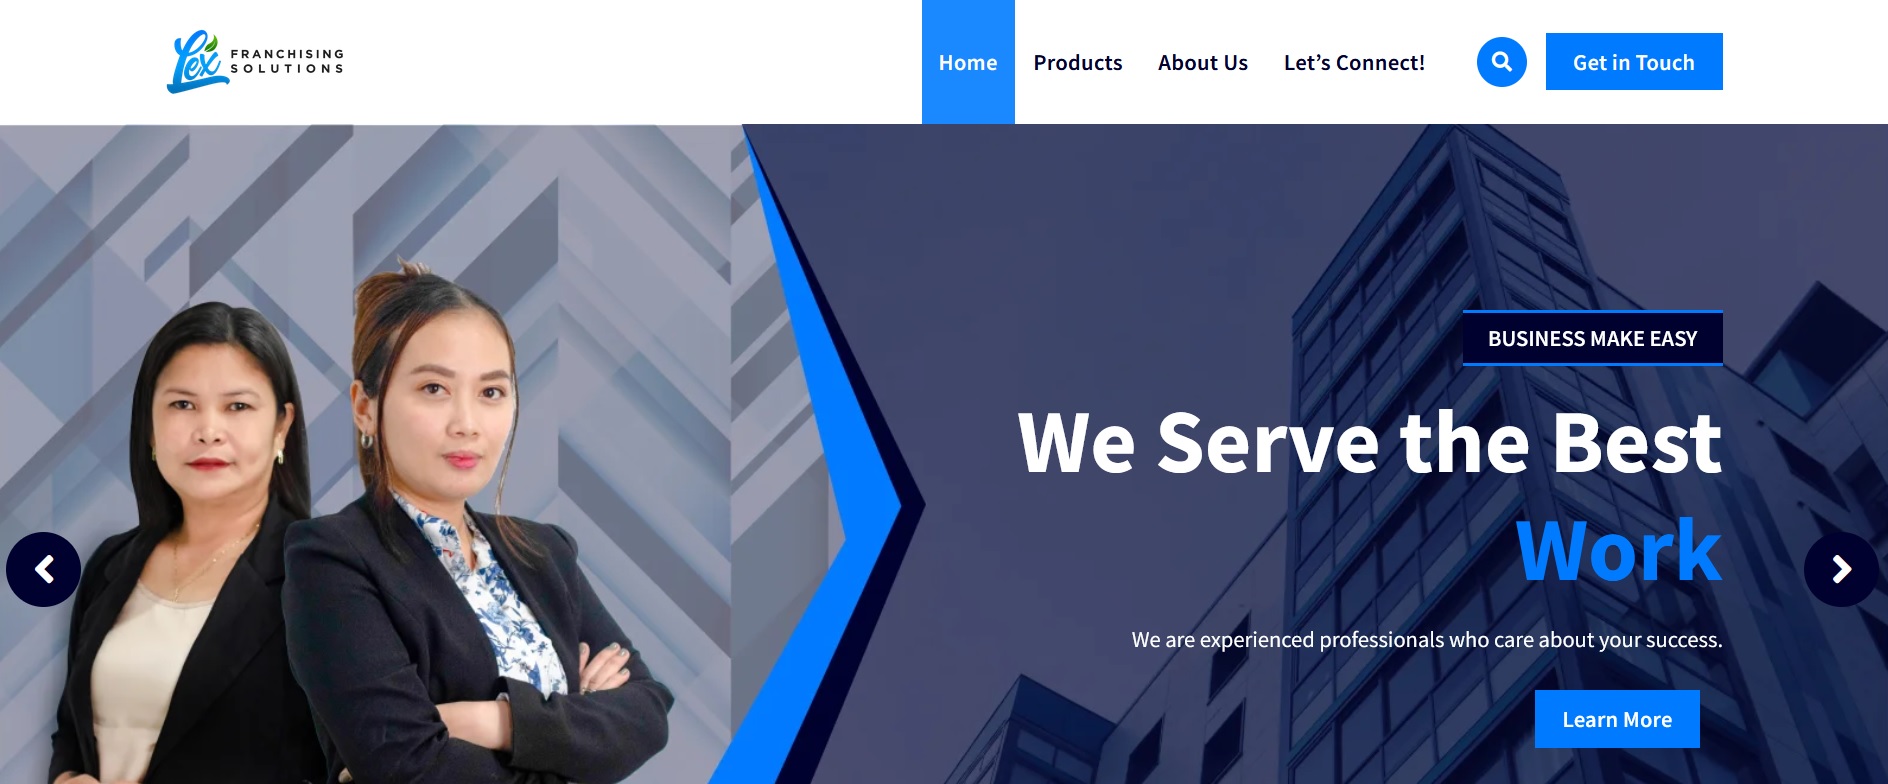 Lex
FRANCHISING
SOLUTIONS
Home Products About Us Let's Connect! Get in Touch
BUSINESS MAKE EASY
We Serve the Best
Work
We are experienced professionals who care about your success.
Learn More